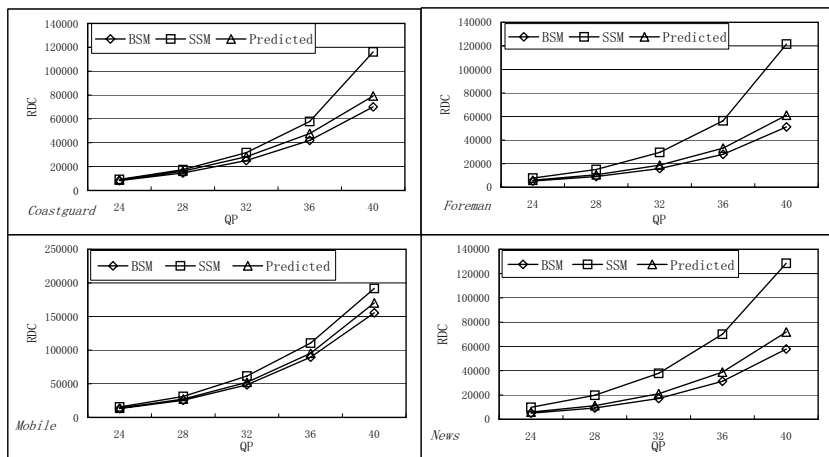 140000
120000
100000
80000
60000
40000
20000
0
RDC
BSM SSM Predicted
24 28 32 36 40
QP
Coastguard
140000
120000
100000
80000
60000
40000
20000
0
RDC
BSM SSM Predicted
24 28 32 36 40
QP
Foreman
250000
200000
150000
100000
50000
0
RDC
BSM SSM Predicted
24 28 32 36 40
QP
Mobile
140000
120000
100000
80000
60000
40000
20000
0
RDC
BSM SSM Predicted
24 28 32 36 40
QP
News